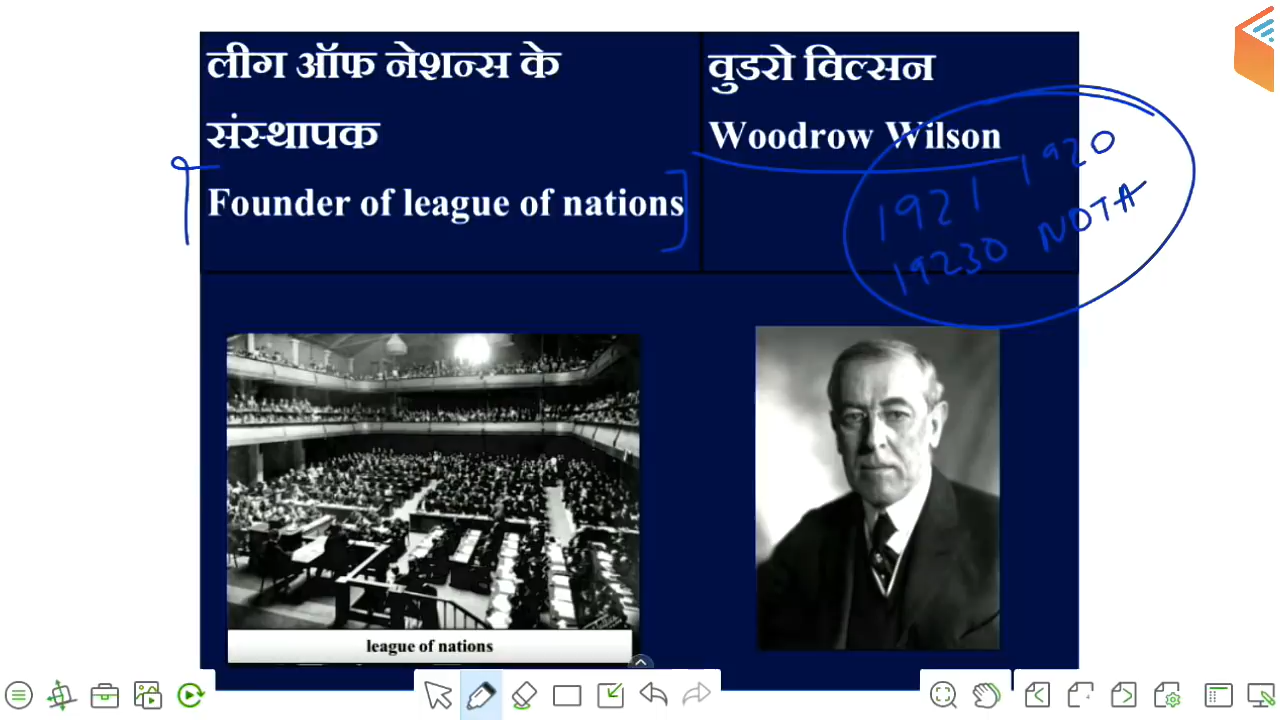 लीग ऑफ नेशन्स के
संस्थापक
Founder of league of nations
वुडरो विल्सन
Woodrow Wilson
1921 1920
19230 NOTA
league of nations